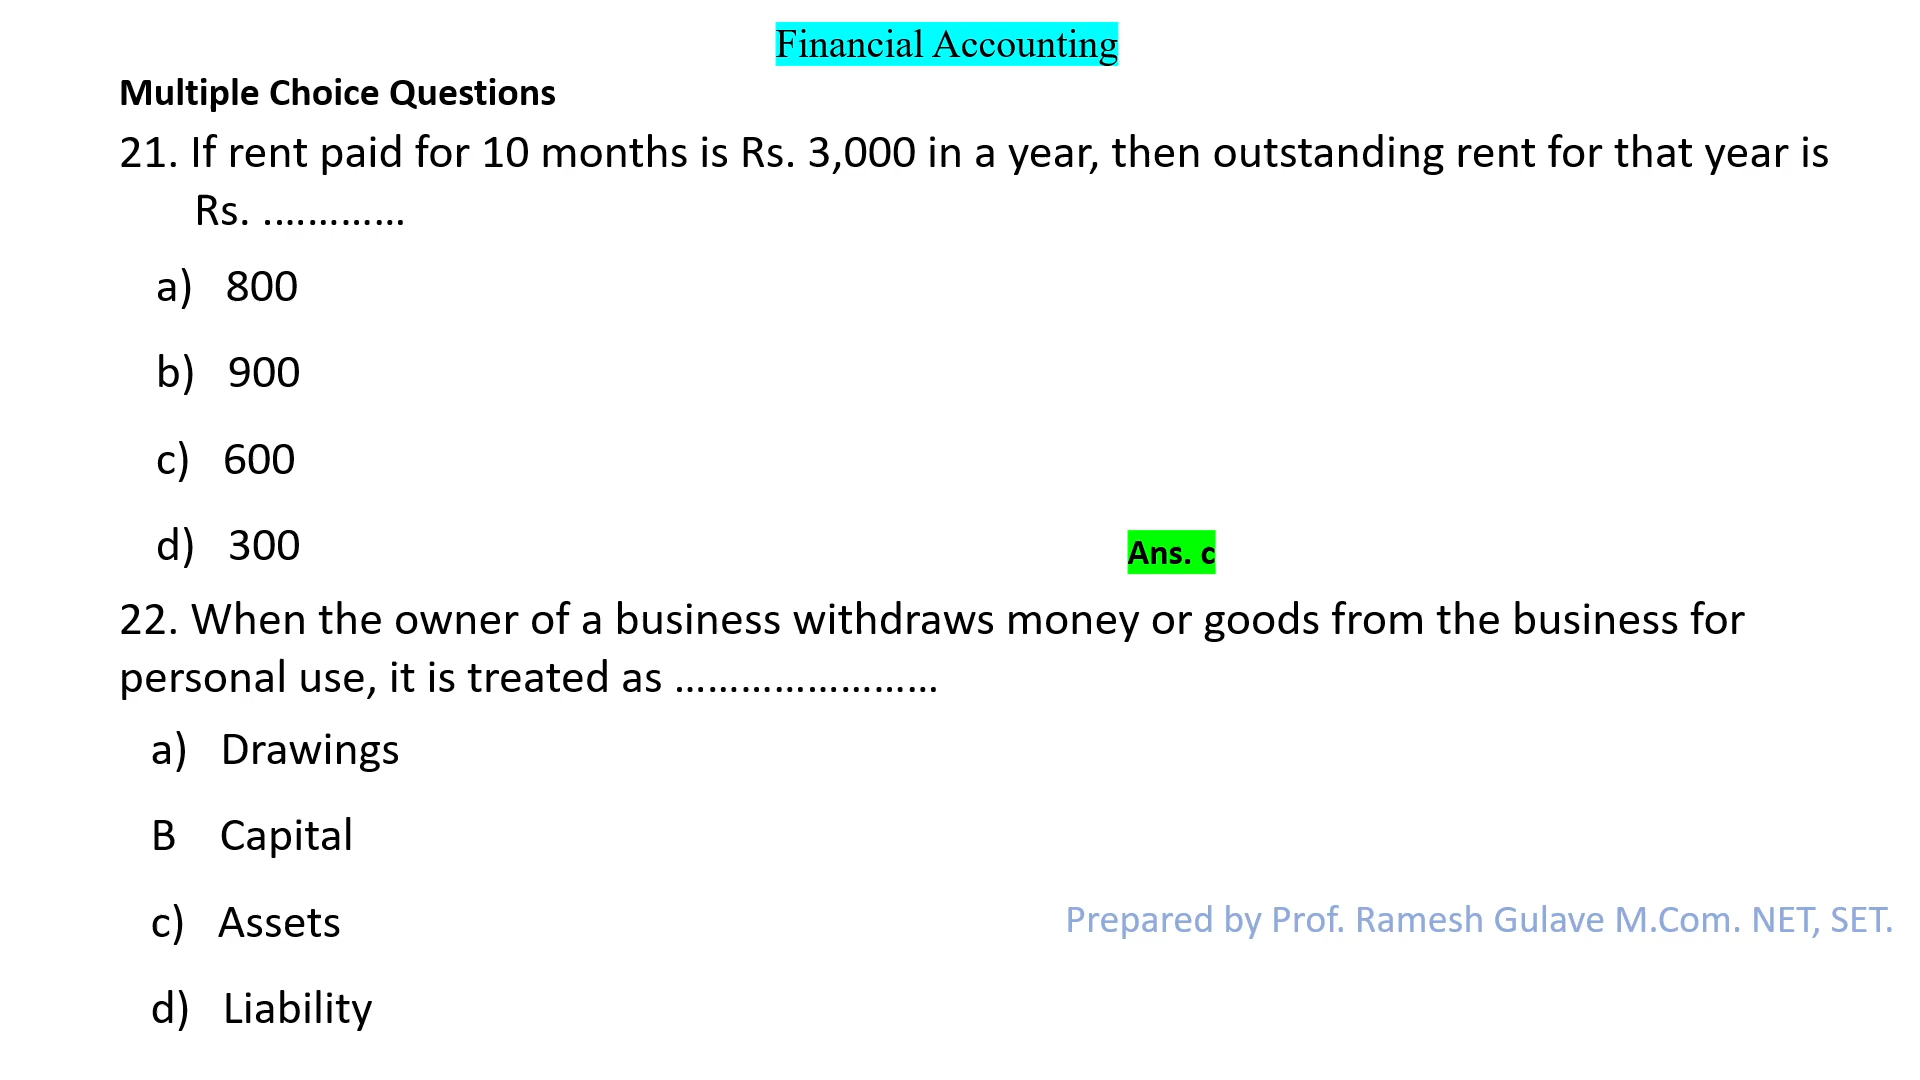 Financial Accounting
Multiple Choice Questions
21. If rent paid for 10 months is Rs. 3,000 in a year, then outstanding rent for that year is
Rs. .............
a) 800
b) 900
c) 600
d) 300
Ans. c
22. When the owner of a business withdraws money or goods from the business for
personal use, it is treated as ........................
a) Drawings
B Capital
c) Assets
Prepared by Prof. Ramesh Gulave M.Com. NET, SET.
d) Liability